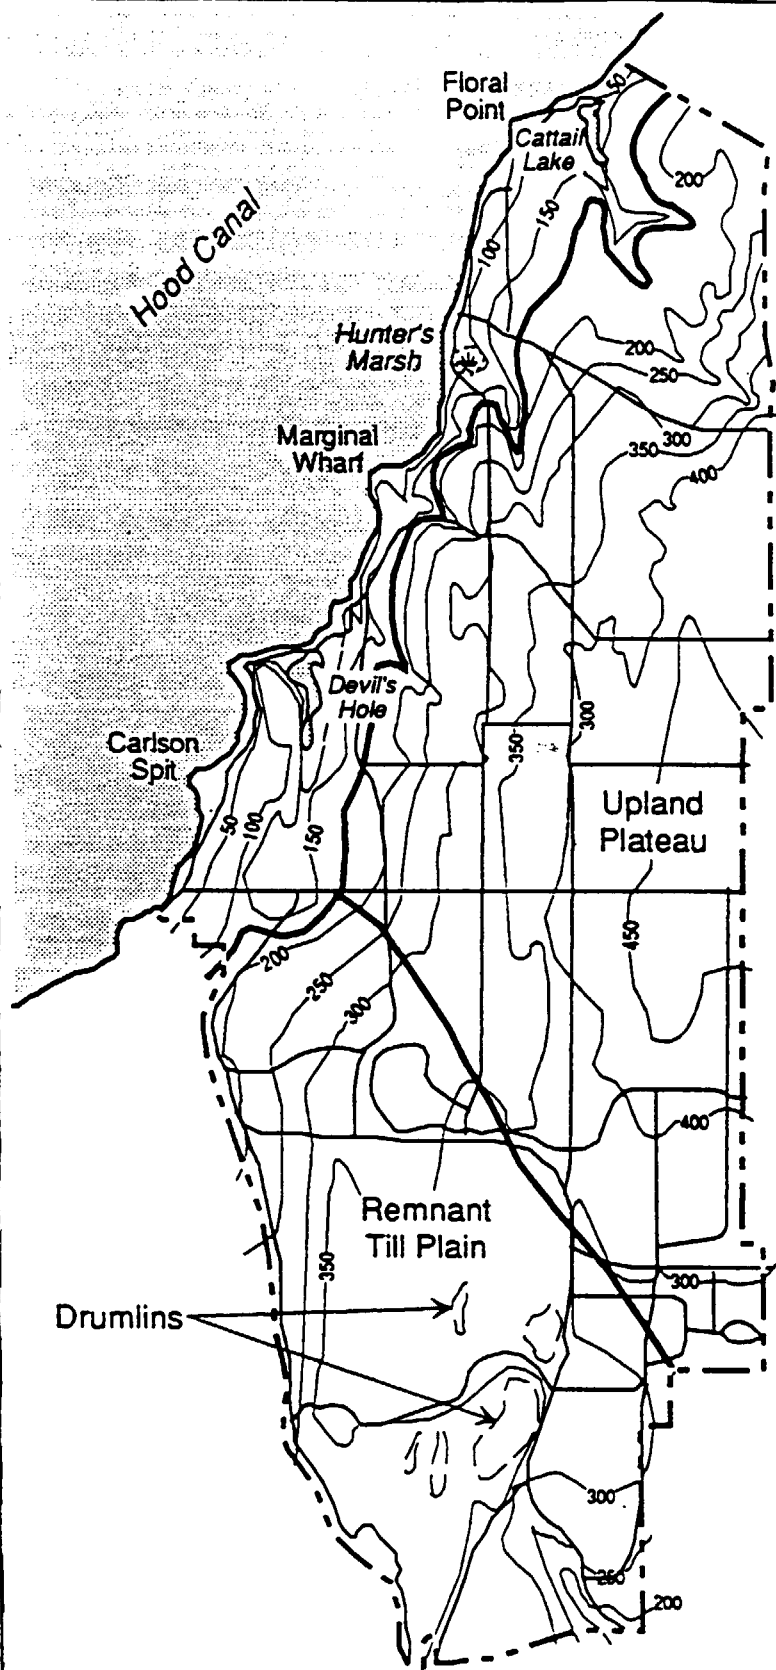 Floral
Point
50
Cattail
Lake
200
150
100
Hood Canal
Hunter's
Marsh
200
250
Marginal
Wharf
300
350
400
Devil's
Hole
300
350
Carlson
Spit
Upland
Plateau
50
100
150
450
200
250
300
400
Remnant
Till Plain
350
300
Drumlins
300
250
200